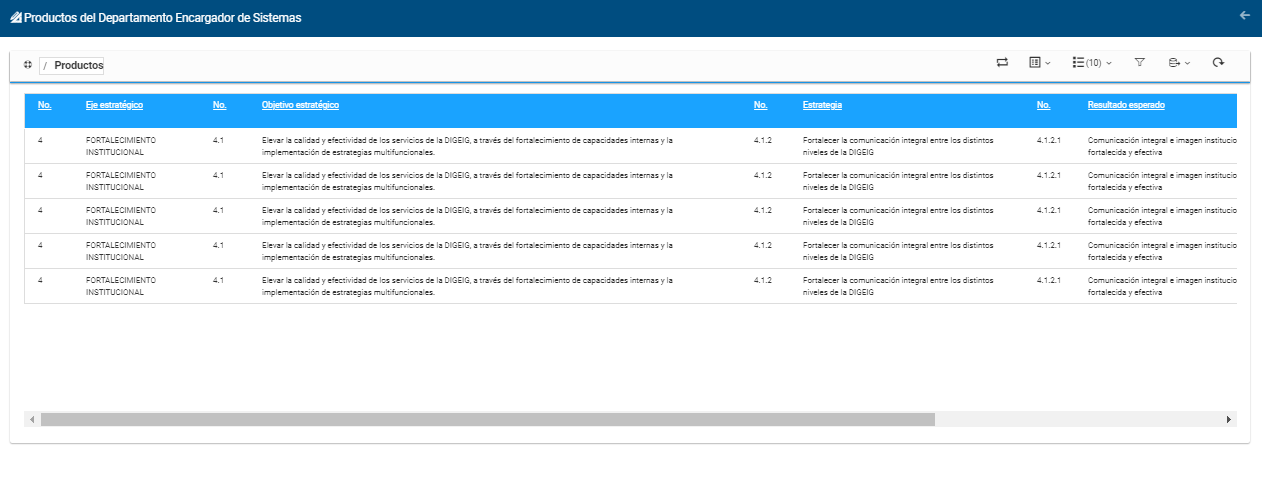 Productos del Departamento Encargador de Sistemas
/ Productos
(10)
No. Eje estratégico No. Objetivo estratégico No. Estrategia No. Resultado esperado
4 FORTALECIMIENTO 4.1 Elevar la calidad y efectividad de los servicios de la DIGEIG, a través del fortalecimiento de capacidades internas y la 4.1.2 Fortalecer la comunicación integral entre los distintos 4.1.2.1 Comunicación integral e imagen institucio
INSTITUCIONAL implementación de estrategias multifuncionales. niveles de la DIGEIG fortalecida y efectiva
4 FORTALECIMIENTO 4.1 Elevar la calidad y efectividad de los servicios de la DIGEIG, a través del fortalecimiento de capacidades internas y la 4.1.2 Fortalecer la comunicación integral entre los distintos 4.1.2.1 Comunicación integral e imagen institucio
INSTITUCIONAL implementación de estrategias multifuncionales. niveles de la DIGEIG fortalecida y efectiva
4 FORTALECIMIENTO 4.1 Elevar la calidad y efectividad de los servicios de la DIGEIG, a través del fortalecimiento de capacidades internas y la 4.1.2 Fortalecer la comunicación integral entre los distintos 4.1.2.1 Comunicación integral e imagen institucio
INSTITUCIONAL implementación de estrategias multifuncionales. niveles de la DIGEIG fortalecida y efectiva
4 FORTALECIMIENTO 4.1 Elevar la calidad y efectividad de los servicios de la DIGEIG, a través del fortalecimiento de capacidades internas y la 4.1.2 Fortalecer la comunicación integral entre los distintos 4.1.2.1 Comunicación integral e imagen institucio
INSTITUCIONAL implementación de estrategias multifuncionales. niveles de la DIGEIG fortalecida y efectiva
4 FORTALECIMIENTO 4.1 Elevar la calidad y efectividad de los servicios de la DIGEIG, a través del fortalecimiento de capacidades internas y la 4.1.2 Fortalecer la comunicación integral entre los distintos 4.1.2.1 Comunicación integral e imagen institucio
INSTITUCIONAL implementación de estrategias multifuncionales. niveles de la DIGEIG fortalecida y efectiva